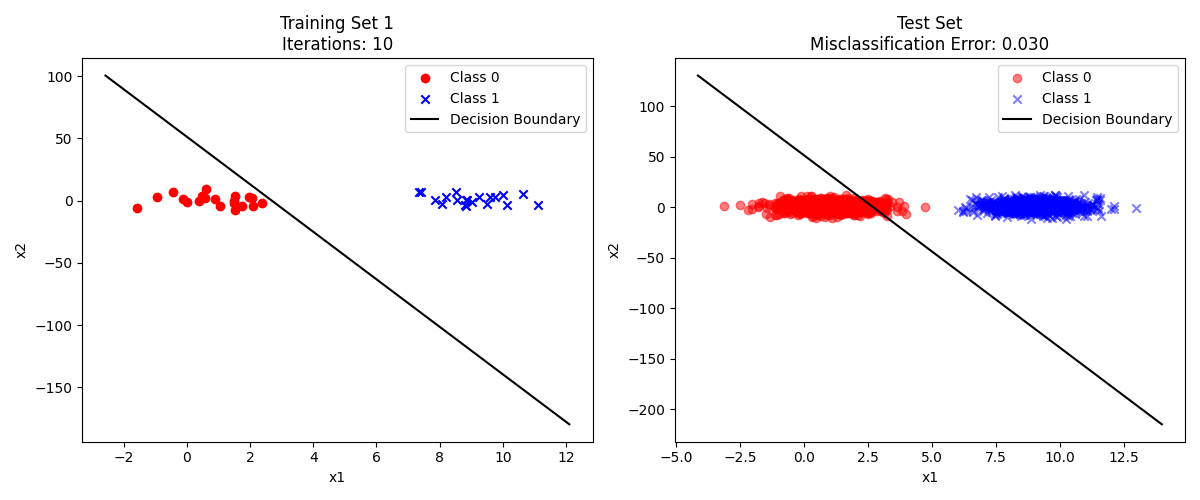 Training Set 1
Iterations: 10
Class 0
Class 1
Decision Boundary
100
50
0
−50
−100
−150
x2
−2
0
2
4
6
8
10
12
x1
Test Set
Misclassification Error: 0.030
Class 0
Class 1
Decision Boundary
100
50
0
−50
−100
−150
−200
x2
−5.0
−2.5
0.0
2.5
5.0
7.5
10.0
12.5
x1